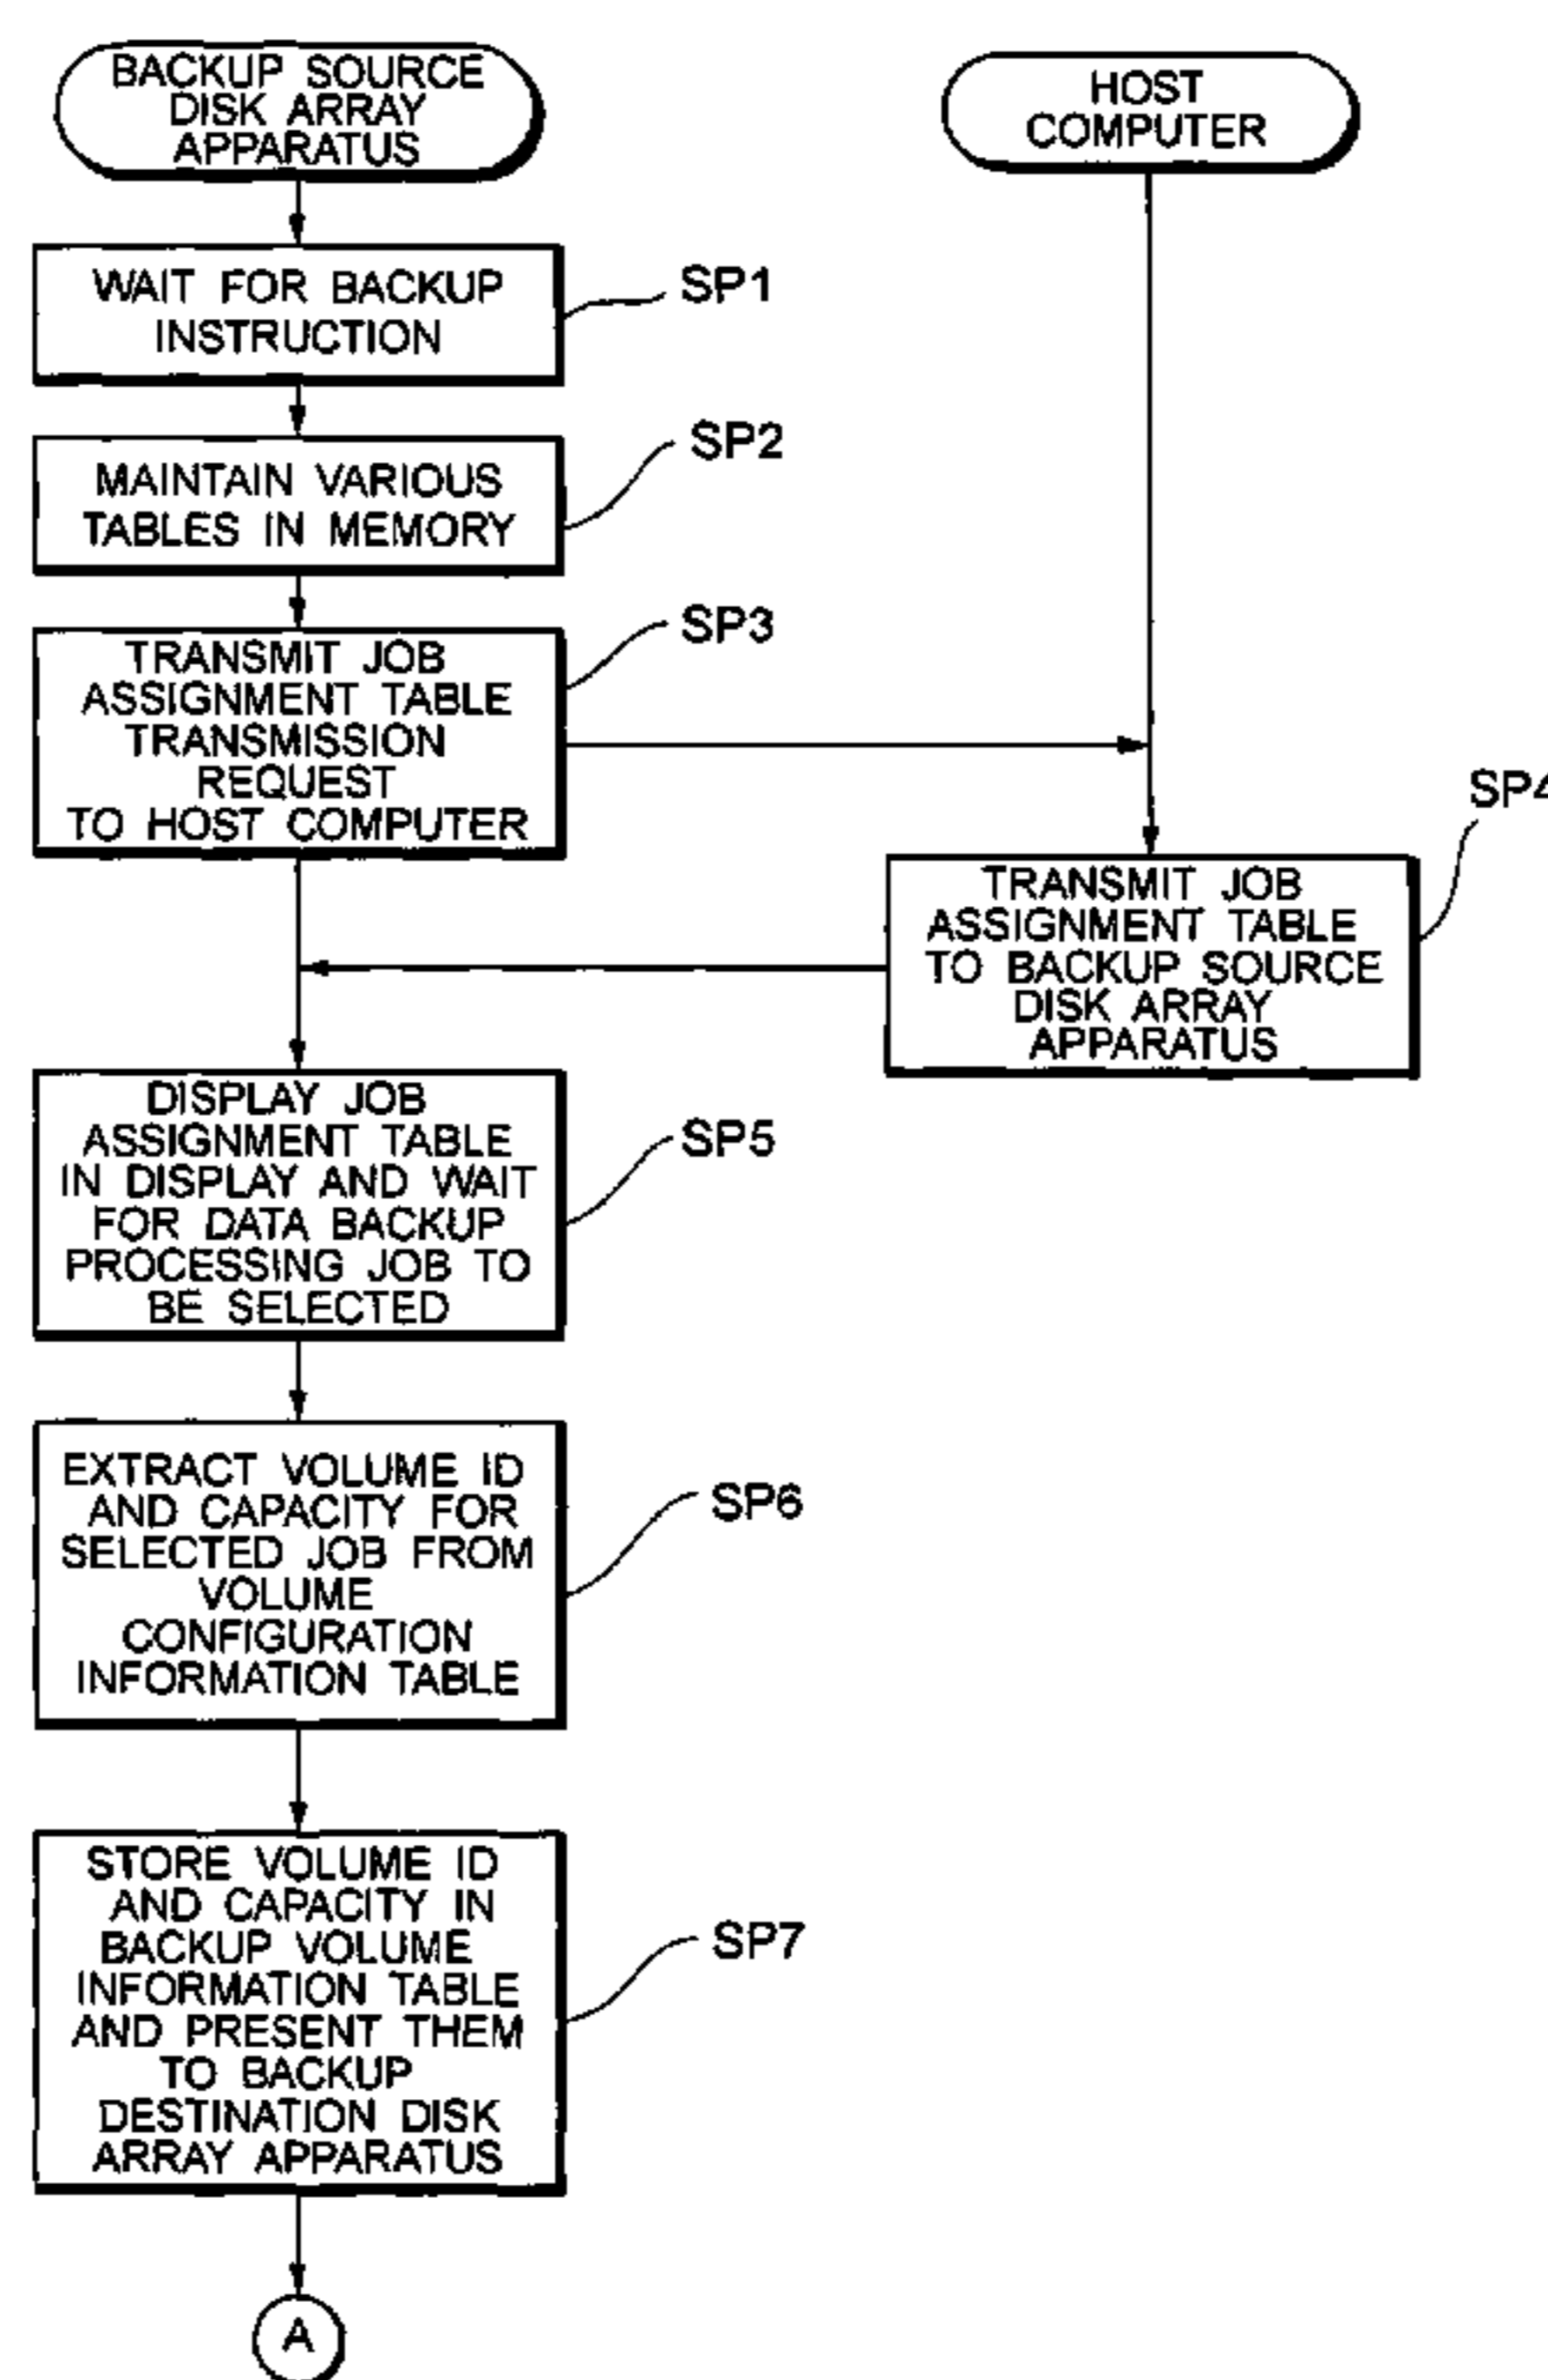 BACKUP SOURCE
DISK ARRAY
APPARATUS
HOST
COMPUTER
WAIT FOR BACKUP
INSTRUCTION
SP1
MAINTAIN VARIOUS
TABLES IN MEMORY
SP2
TRANSMIT JOB
ASSIGNMENT TABLE
TRANSMISSION
REQUEST
TO HOST COMPUTER
SP3
TRANSMIT JOB
ASSIGNMENT TABLE
TO BACKUP SOURCE
DISK ARRAY
APPARATUS
SP4
DISPLAY JOB
ASSIGNMENT TABLE
IN DISPLAY AND WAIT
FOR DATA BACKUP
PROCESSING JOB TO
BE SELECTED
SP5
EXTRACT VOLUME ID
AND CAPACITY FOR
SELECTED JOB FROM
VOLUME
CONFIGURATION
INFORMATION TABLE
SP6
STORE VOLUME ID
AND CAPACITY IN
BACKUP VOLUME
INFORMATION TABLE
AND PRESENT THEM
TO BACKUP
DESTINATION DISK
ARRAY APPARATUS
SP7
A